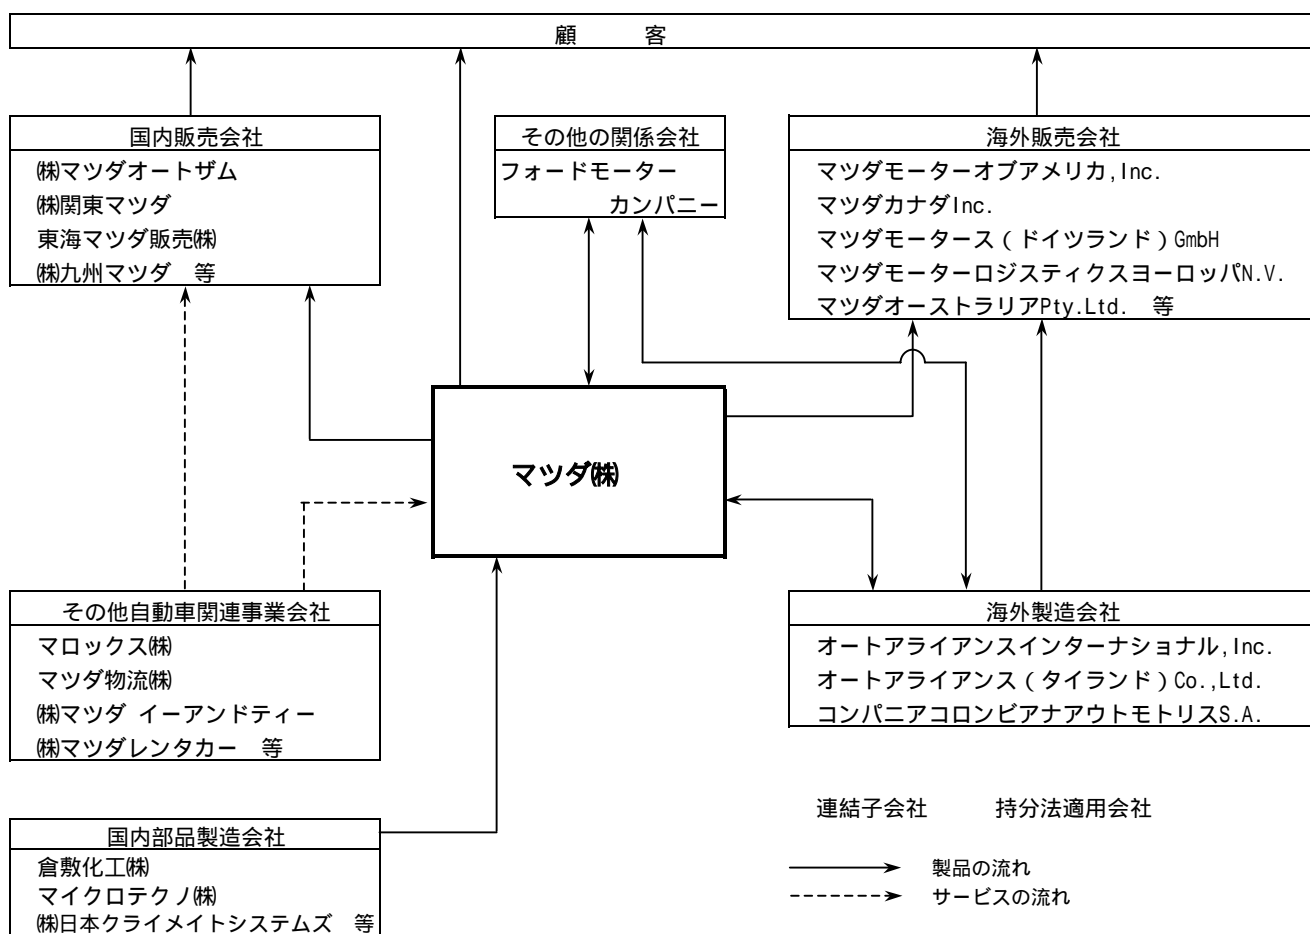 顧　客
国内販売会社
㈱マツダオートザム
㈱関東マツダ
東海マツダ販売㈱
㈱九州マツダ　等
その他の関係会社
フォードモーター
カンパニー
海外販売会社
マツダモーターオブアメリカ,Inc.
マツダカナダInc.
マツダモータース（ドイツランド）GmbH
マツダモーターロジスティクスヨーロッパN.V.
マツダオーストラリアPty.Ltd.　等
マツダ㈱
その他自動車関連事業会社
マロックス㈱
マツダ物流㈱
㈱マツダ イーアンドティー
㈱マツダレンタカー　等
海外製造会社
オートアライアンスインターナショナル,Inc.
オートアライアンス（タイランド）Co.,Ltd.
コンパニアコロンビアナアウトモトリスS.A.
国内部品製造会社
倉敷化工㈱
マイクロテクノ㈱
㈱日本クライメイトシステムズ　等
連結子会社　持分法適用会社
製品の流れ
サービスの流れ